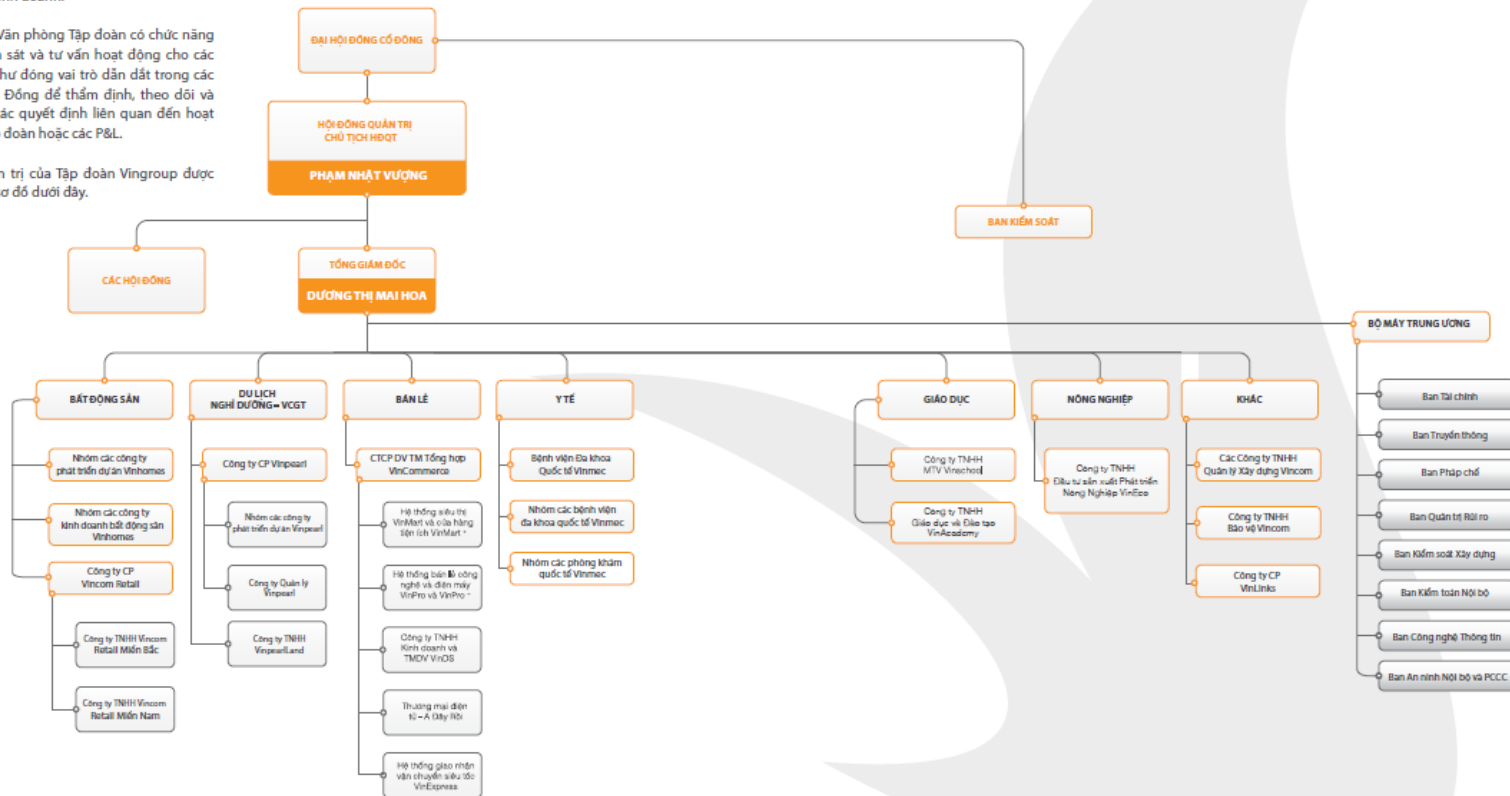 Văn phòng Tập đoàn có chức năng
sát và tư vấn hoạt động cho các
hư đóng vai trò dẫn dắt trong các
Đồng để thẩm định, theo dõi và
ác quyết định liên quan đến hoạt
đoàn hoặc các P&L.
n trị của Tập đoàn Vingroup được
ơ đồ dưới đây.
ĐẠI HỘI ĐỒNG CỔ ĐÔNG
HỘI ĐỒNG QUẢN TRỊ
CHỦ TỊCH HĐQT
PHẠM NHẬT VƯỢNG
BAN KIỂM SOÁT
CÁC HỘI ĐỒNG
TỔNG GIÁM ĐỐC
DƯƠNG THỊ MAI HOA
BỘ MÁY TRUNG ƯƠNG
BẤT ĐỘNG SẢN
Nhóm các công ty
phát triển dự án Vinhomes
Nhóm các công ty
kinh doanh bất động sản
Vinhomes
Công ty CP
Vincom Retail
Công ty TNHH Vincom
Retail Miền Bắc
Công ty TNHH Vincom
Retail Miền Nam
DU LỊCH
NGHỈ DƯỠNG – VCGT
Công ty CP Vinpearl
Nhóm các công ty
phát triển dự án Vinpearl
Công ty Quản lý
Vinpearl
Công ty TNHH
VinpearlLand
BÁN LẺ
CTCP DV TM Tổng hợp
VinCommerce
Hệ thống siêu thị
VinMart và cửa hàng
tiện ích VinMart +
Hệ thống bán lẻ công
nghệ và điện máy
VinPro và VinPro +
Công ty TNHH
Kinh doanh và
TMDV VinDS
Thương mại điện
tử – A Đây Rồi
Hệ thống giao nhận
vận chuyển siêu tốc
VinExpress
Y TẾ
Bệnh viện Đa khoa
Quốc tế Vinmec
Nhóm các bệnh viện
đa khoa quốc tế Vinmec
Nhóm các phòng khám
quốc tế Vinmec
GIÁO DỤC
Công ty TNHH
MTV Vinschool
Công ty TNHH
Giáo dục và Đào tạo
VinAcademy
NÔNG NGHIỆP
Công ty TNHH
Đầu tư sản xuất Phát triển
Nông Nghiệp VinEco
KHÁC
Các Công ty TNHH
Quản lý Xây dựng Vincom
Công ty TNHH
Bảo vệ Vincom
Công ty CP
VinLinks
Ban Tài chính
Ban Truyền thông
Ban Pháp chế
Ban Quản trị Rủi ro
Ban Kiểm soát Xây dựng
Ban Kiểm toán Nội bộ
Ban Công nghệ Thông tin
Ban An ninh Nội bộ và PCCC